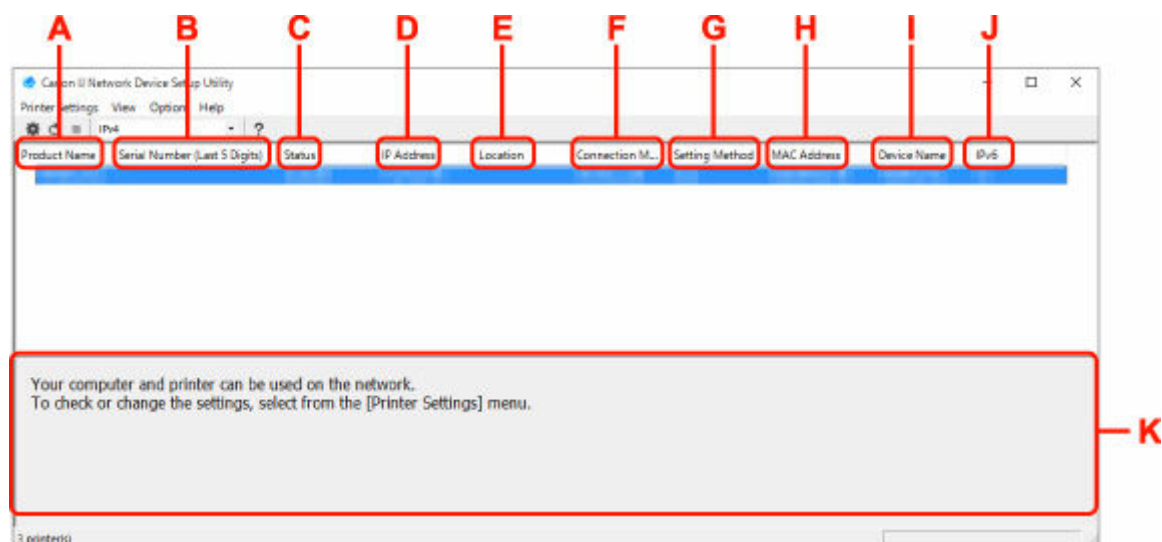 A B C D E F G H I J
Canon IJ Network Device Setup Utility
Printer Settings View Option Help
IPv4 ?
Product Name Serial Number (Last 5 Digits) Status IP Address Location Connection M... Setting Method MAC Address Device Name IPv6
Your computer and printer can be used on the network.
To check or change the settings, select from the [Printer Settings] menu.
K
3 printer(s)